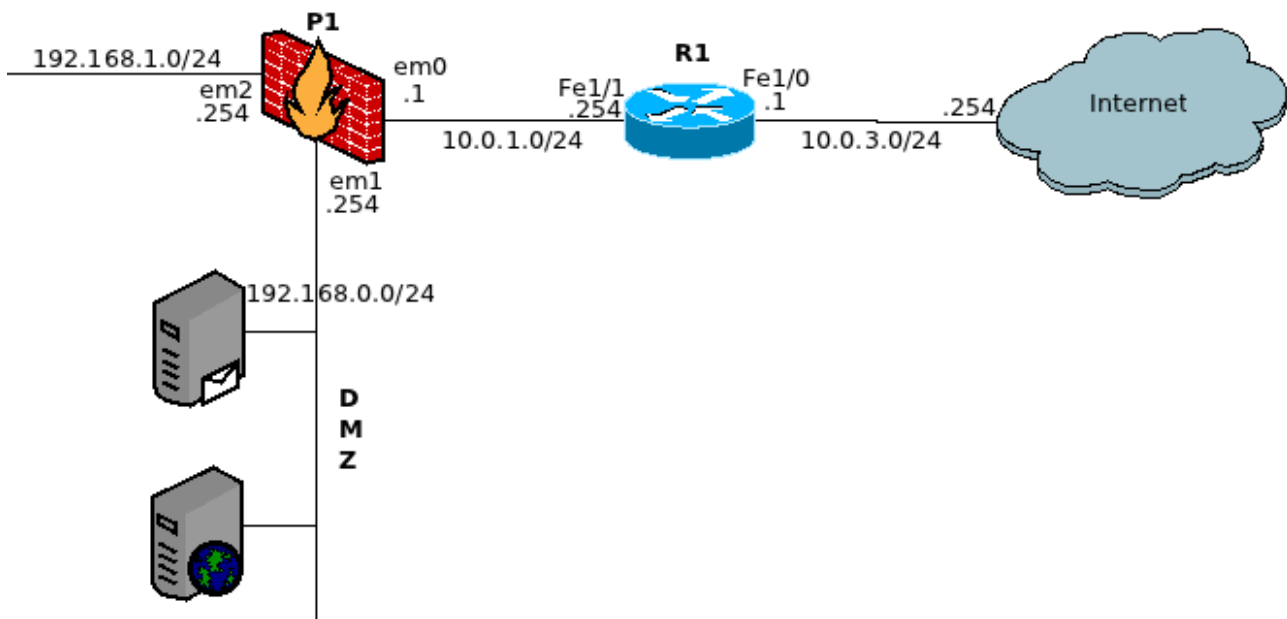 P1
192.168.1.0/24
em2
.254
em0
.1
R1
Fe1/1
.254
Fe1/0
.1
10.0.1.0/24
10.0.3.0/24
.254
Internet
em1
.254
192.168.0.0/24
D
M
Z